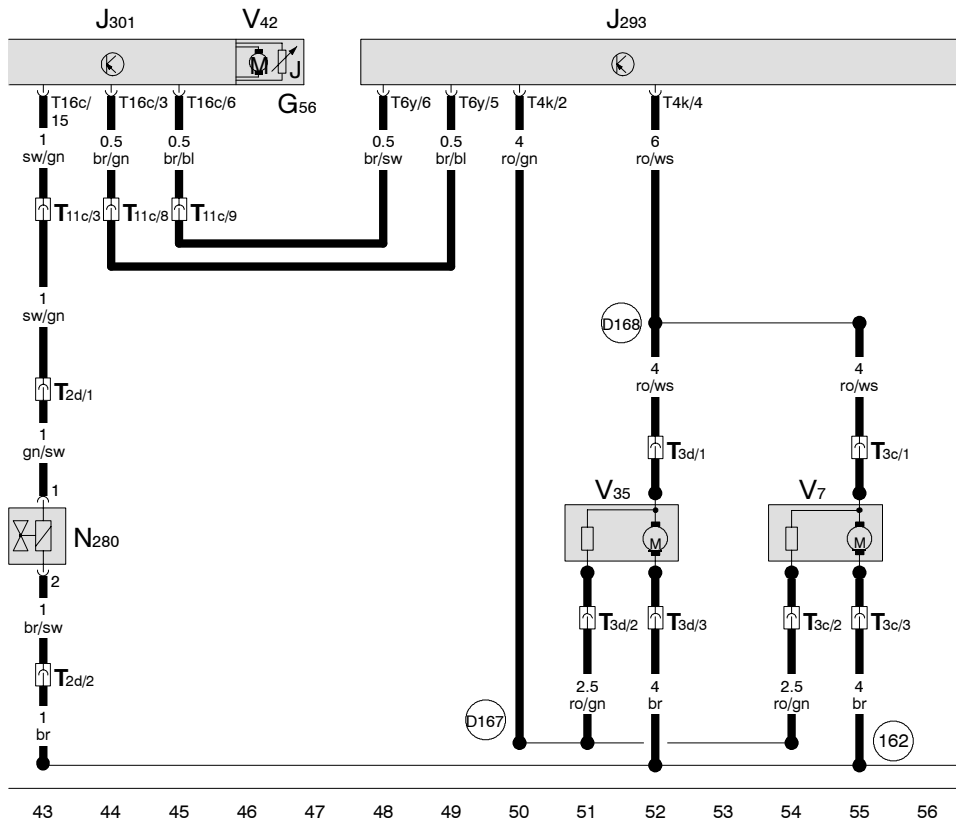 J301 V42 J293
M J
G56
T16c/15 T16c/3 T16c/6 T6y/6 T6y/5 T4k/2 T4k/4
1 0.5 0.5 0.5 0.5 4 6
sw/gn br/gn br/bl br/sw br/bl ro/gn ro/ws
T11c/3 T11c/8 T11c/9
1
sw/gn
D168
4 4
ro/ws ro/ws
T2d/1
1
gn/sw
T3d/1 T3c/1
1
V35 V7
N280
M M
2
1
br/sw
T3d/2 T3d/3 T3c/2 T3c/3
T2d/2
2.5 4 2.5 4
ro/gn br ro/gn br
1
br
D167 162
43 44 45 46 47 48 49 50 51 52 53 54 55 56